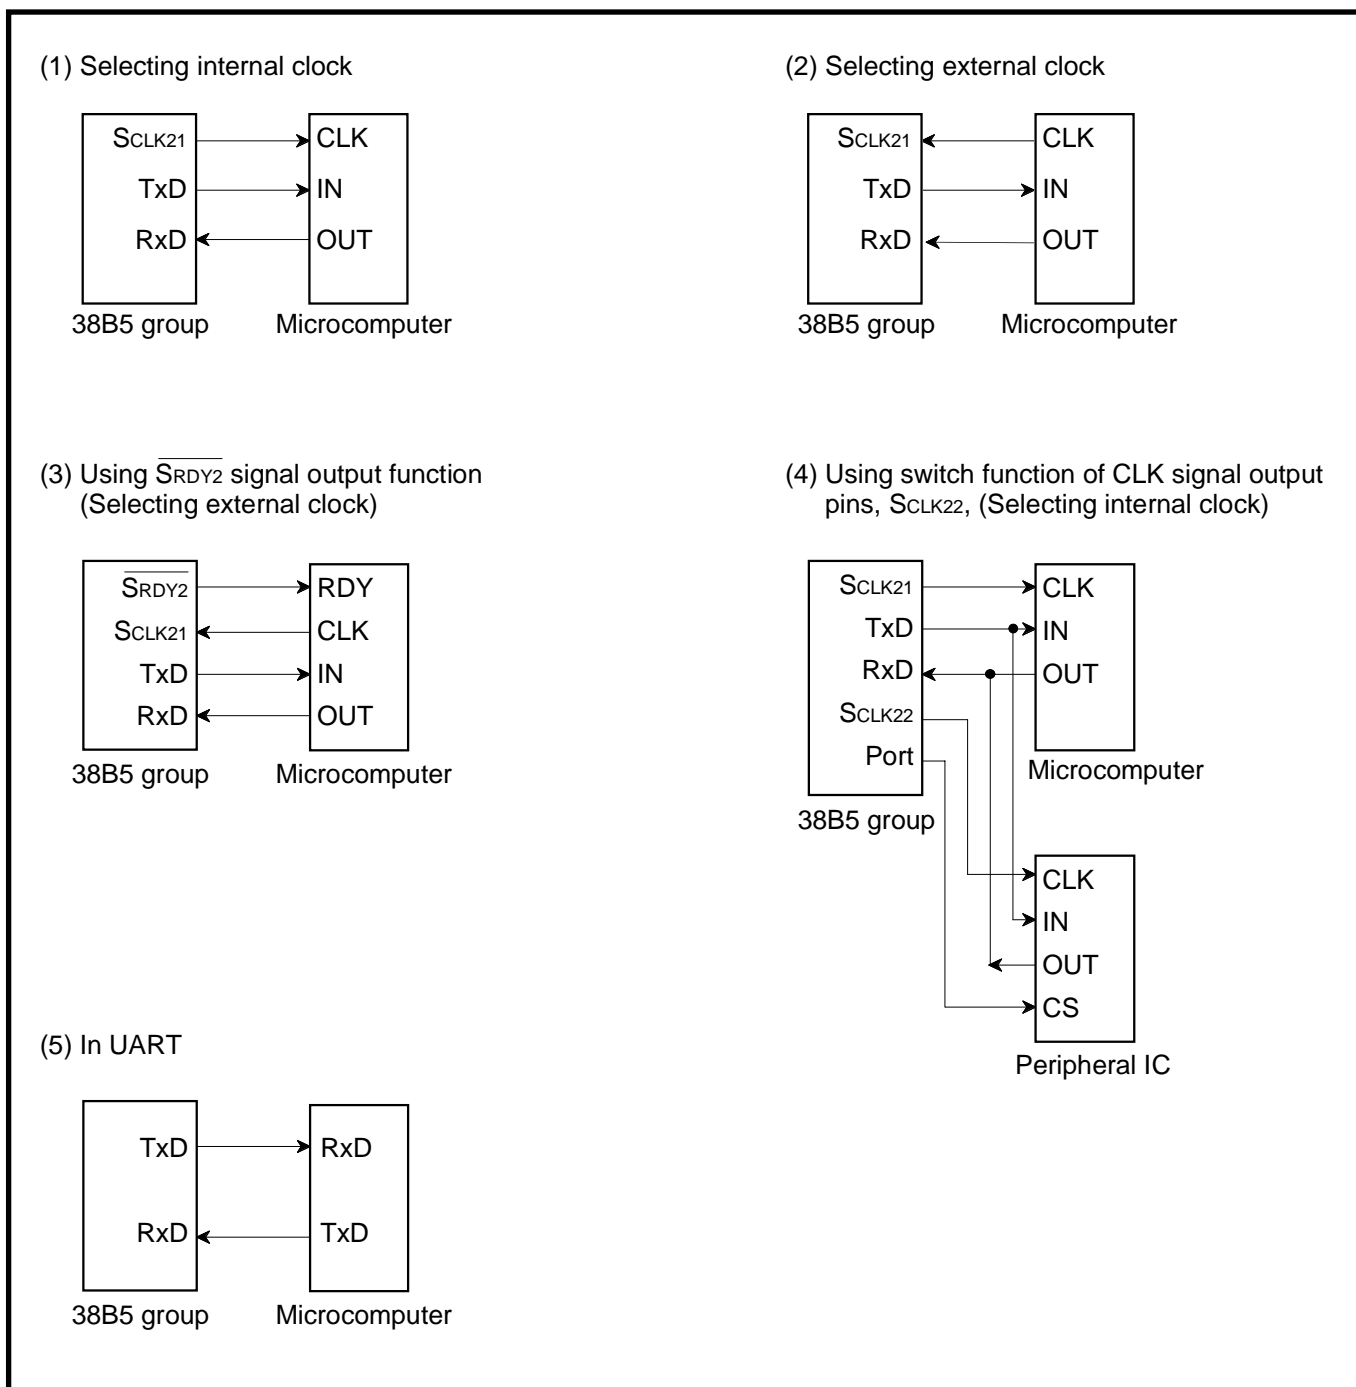 (1) Selecting internal clock
SCLK21
TxD
RxD
CLK
IN
OUT
38B5 group
Microcomputer
(2) Selecting external clock
SCLK21
TxD
RxD
CLK
IN
OUT
38B5 group
Microcomputer
(3) Using SRDY2 signal output function
(Selecting external clock)
SRDY2
SCLK21
TxD
RxD
RDY
CLK
IN
OUT
38B5 group
Microcomputer
(4) Using switch function of CLK signal output
pins, SCLK22, (Selecting internal clock)
SCLK21
TxD
RxD
SCLK22
Port
38B5 group
CLK
IN
OUT
Microcomputer
CLK
IN
OUT
CS
Peripheral IC
(5) In UART
TxD
RxD
RxD
TxD
38B5 group
Microcomputer